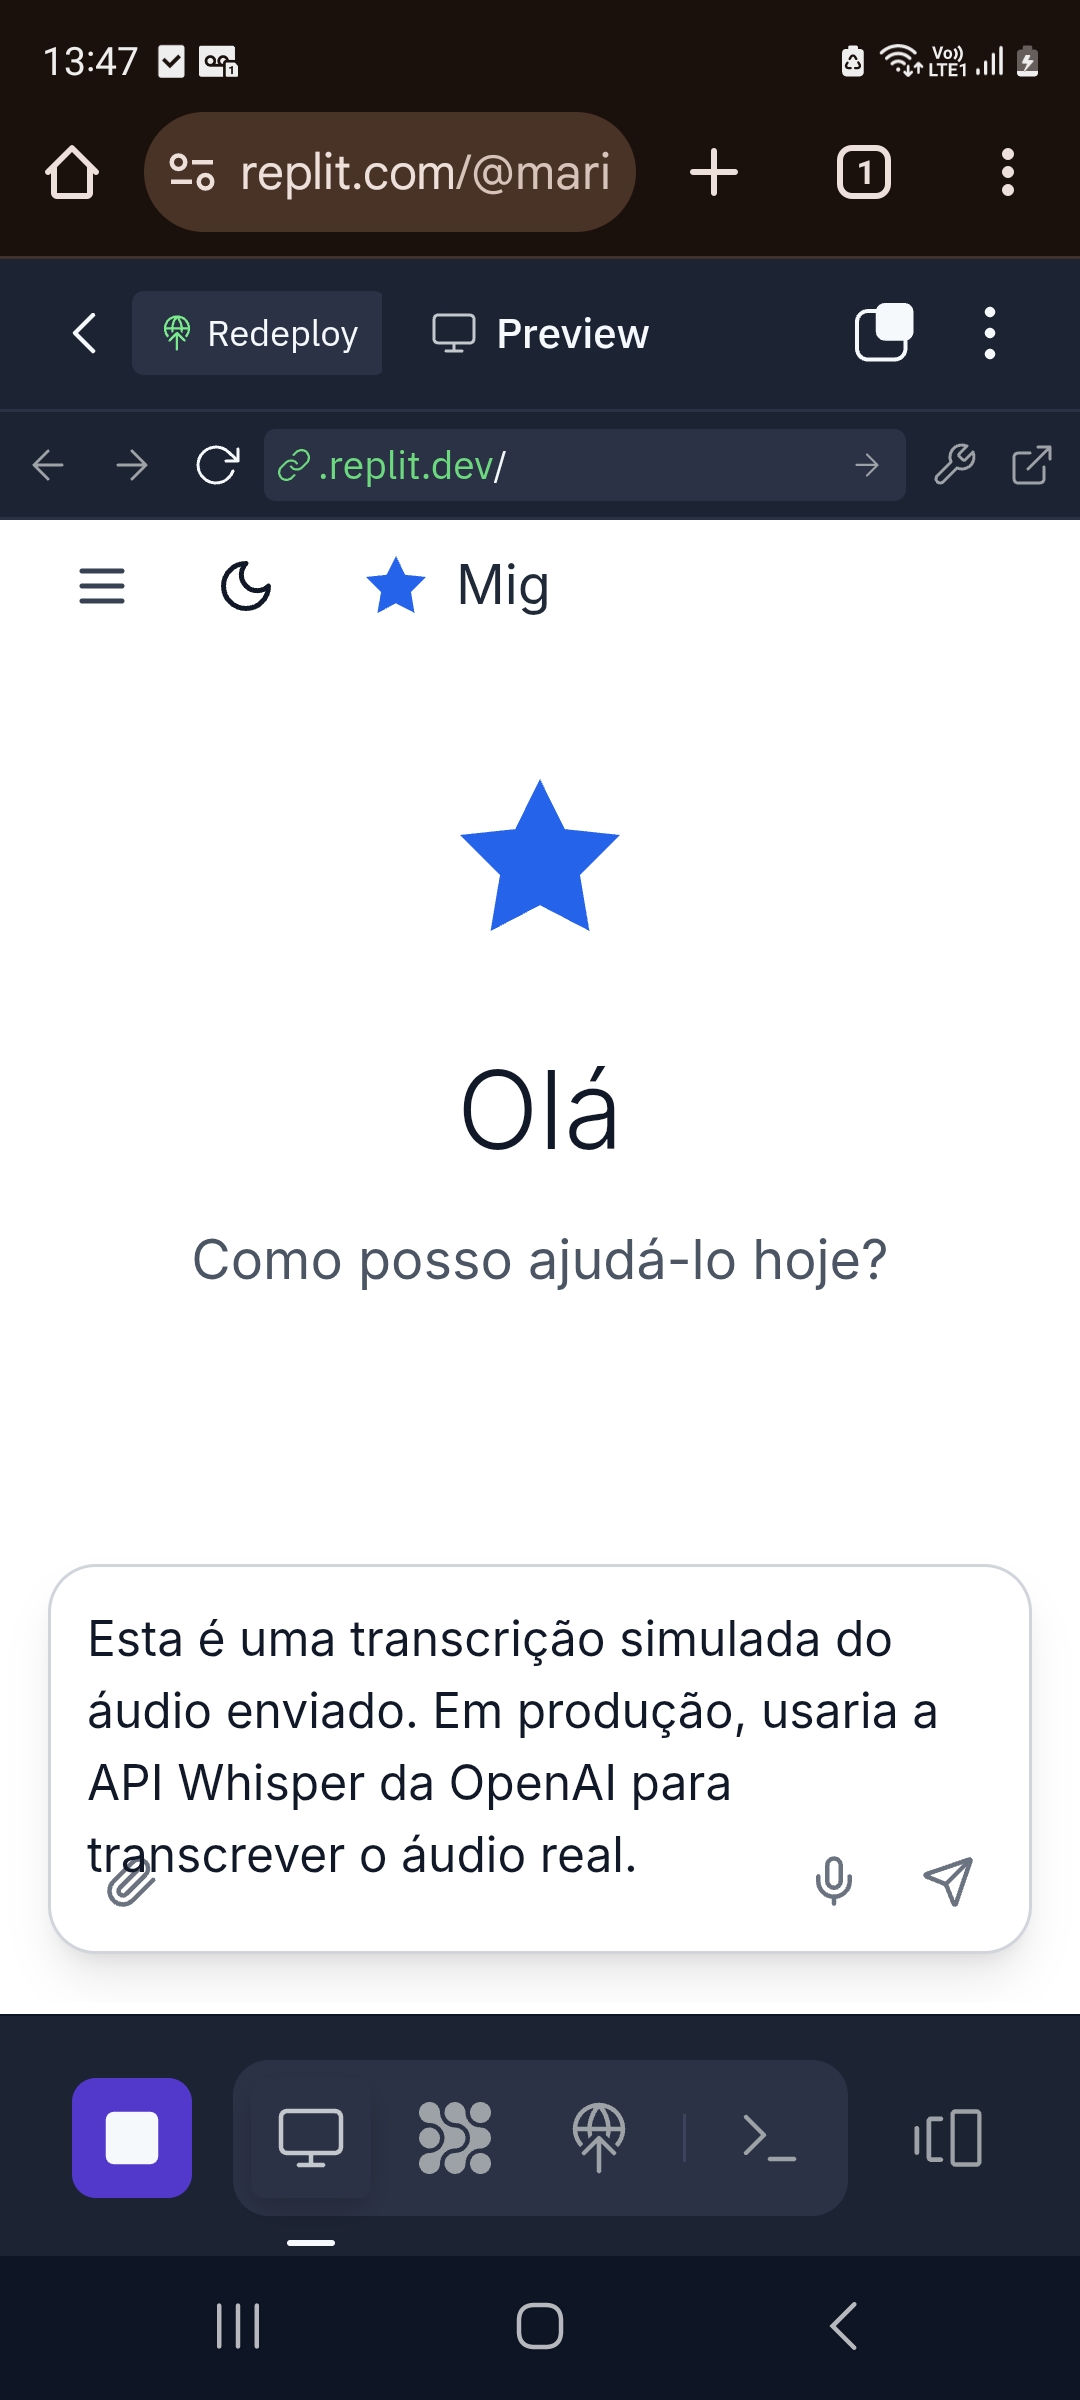 13:47
Vo)) LTE1
replit.com/@mari
1
Redeploy
Preview
.replit.dev/
Mig
Olá
Como posso ajudá-lo hoje?
Esta é uma transcrição simulada do
áudio enviado. Em produção, usaria a
API Whisper da OpenAI para
transcrever o áudio real.